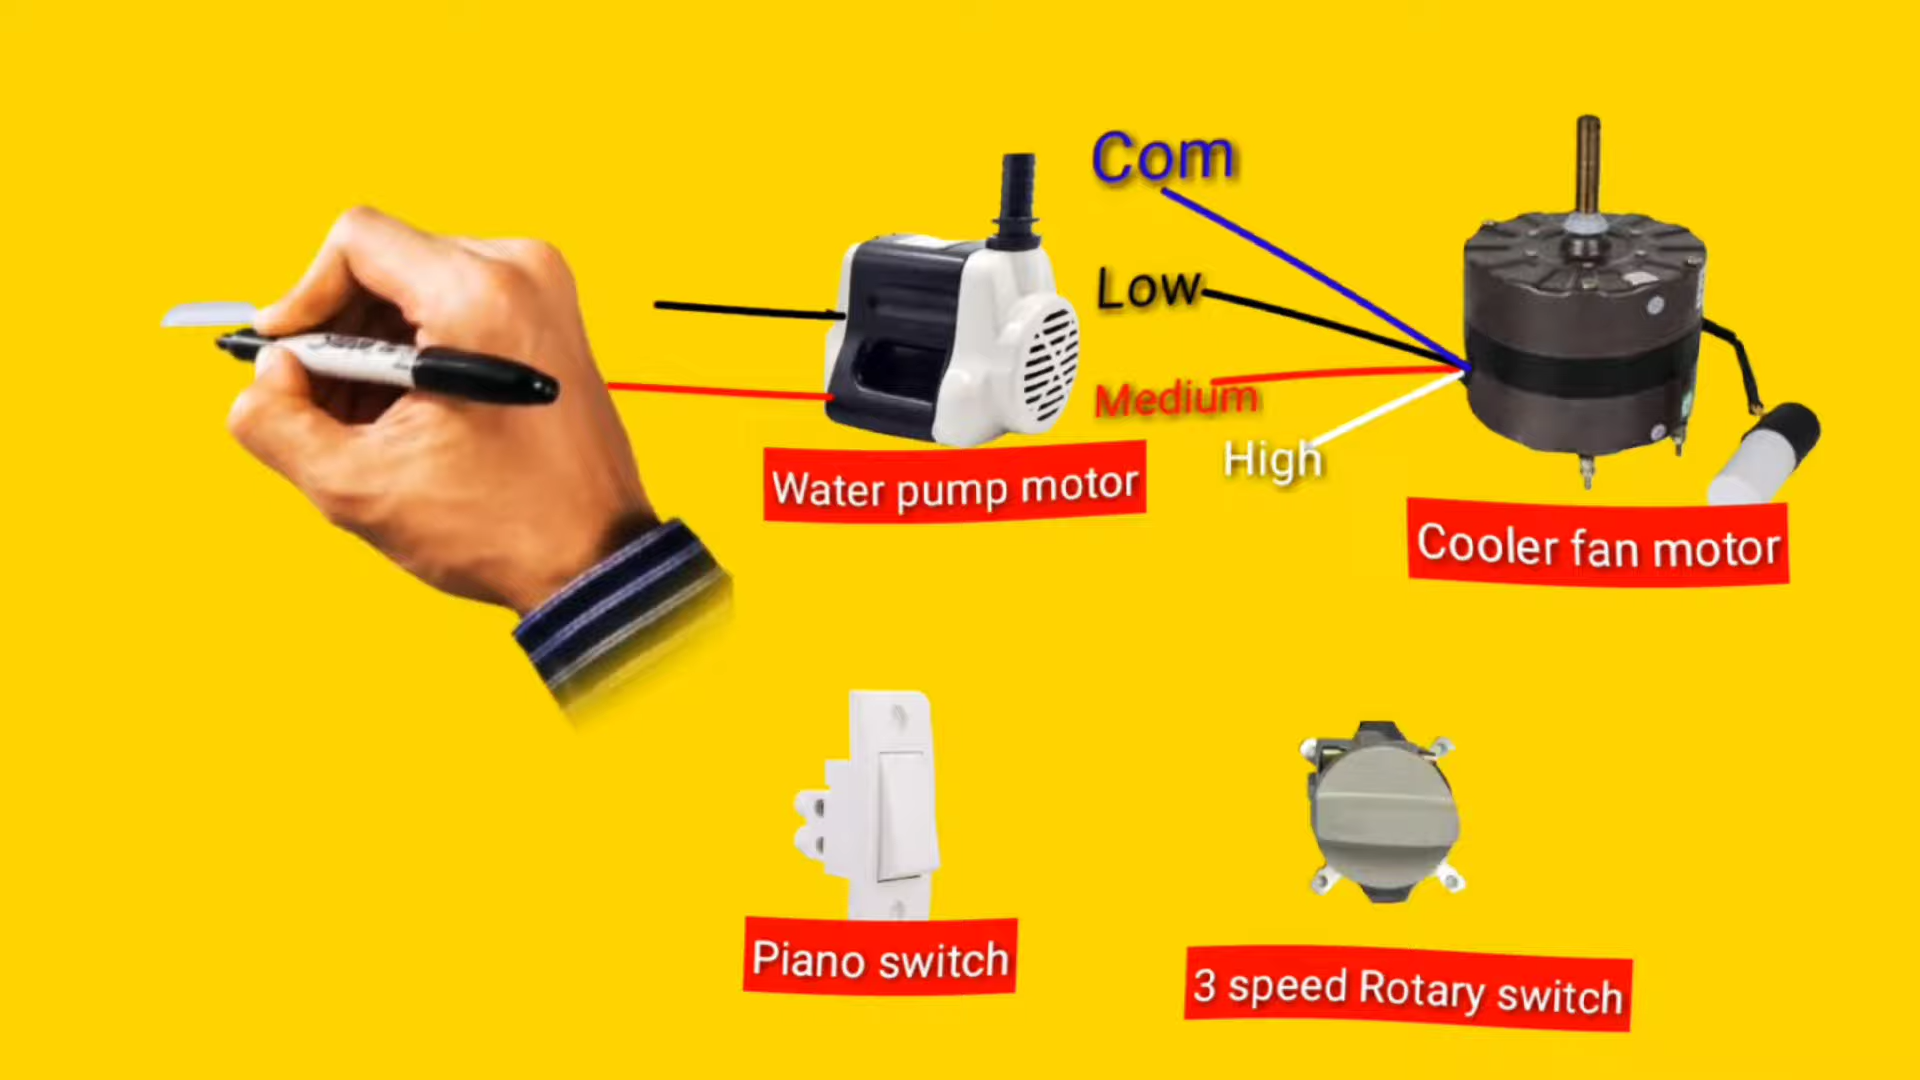 Com
Low
Medium
High
Water pump motor
Cooler fan motor
Piano switch
3 speed Rotary switch